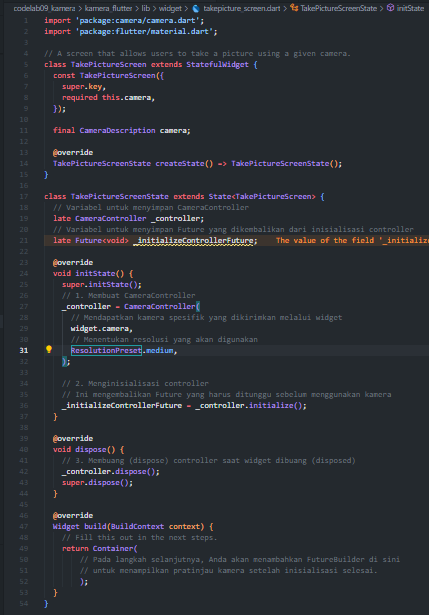 codelab09_kamera > kamera_flutter > lib > widget > takepicture_screen.dart > TakePictureScreenState > initState
1 import 'package:camera/camera.dart';
2 import 'package:flutter/material.dart';
3
4 // A screen that allows users to take a picture using a given camera.
5 class TakePictureScreen extends StatefulWidget {
6 const TakePictureScreen({
7 super.key,
8 required this.camera,
9 });
10
11 final CameraDescription camera;
12
13 @override
14 TakePictureScreenState createState() => TakePictureScreenState();
15 }
16
17 class TakePictureScreenState extends State<TakePictureScreen> {
18 // Variabel untuk menyimpan CameraController
19 late CameraController _controller;
20 // Variabel untuk menyimpan Future yang dikembalikan dari inisialisasi controller
21 late Future<void> _initializeControllerFuture; The value of the field '_initialize
22
23 @override
24 void initState() {
25 super.initState();
26 // 1. Membuat CameraController
27 _controller = CameraController(
28 // Mendapatkan kamera spesifik yang dikirimkan melalui widget
29 widget.camera,
30 // Menentukan resolusi yang akan digunakan
31 ResolutionPreset.medium,
32 );
33
34 // 2. Menginisialisasi controller
35 // Ini mengembalikan Future yang harus ditunggu sebelum menggunakan kamera
36 _initializeControllerFuture = _controller.initialize();
37 }
38
39 @override
40 void dispose() {
41 // 3. Membuang (dispose) controller saat widget dibuang (disposed)
42 _controller.dispose();
43 super.dispose();
44 }
45
46 @override
47 Widget build(BuildContext context) {
48 // Fill this out in the next steps.
49 return Container(
50 // Pada langkah selanjutnya, Anda akan menambahkan FutureBuilder di sini
51 // untuk menampilkan pratinjau kamera setelah inisialisasi selesai.
52 );
53 }
54 }